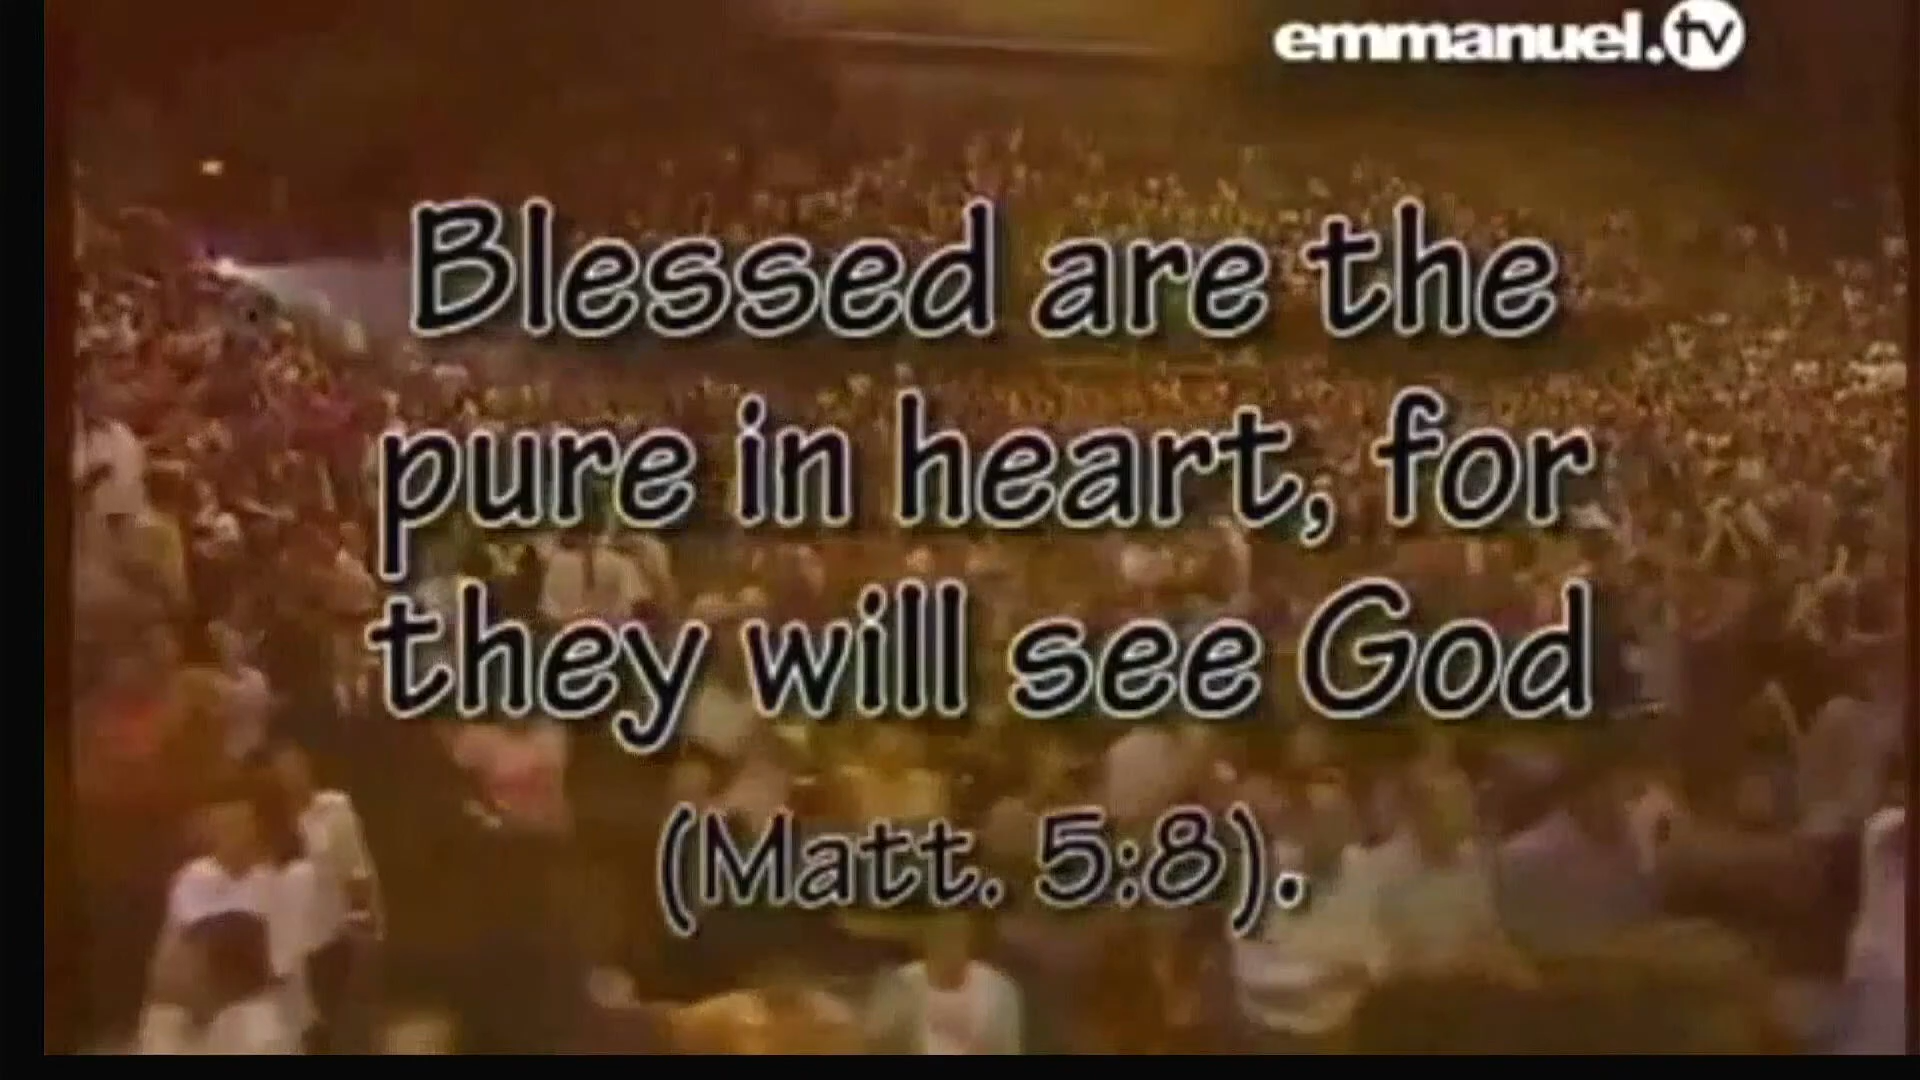 emmanuel.tv
Blessed are the
pure in heart, for
they will see God
(Matt. 5:8).